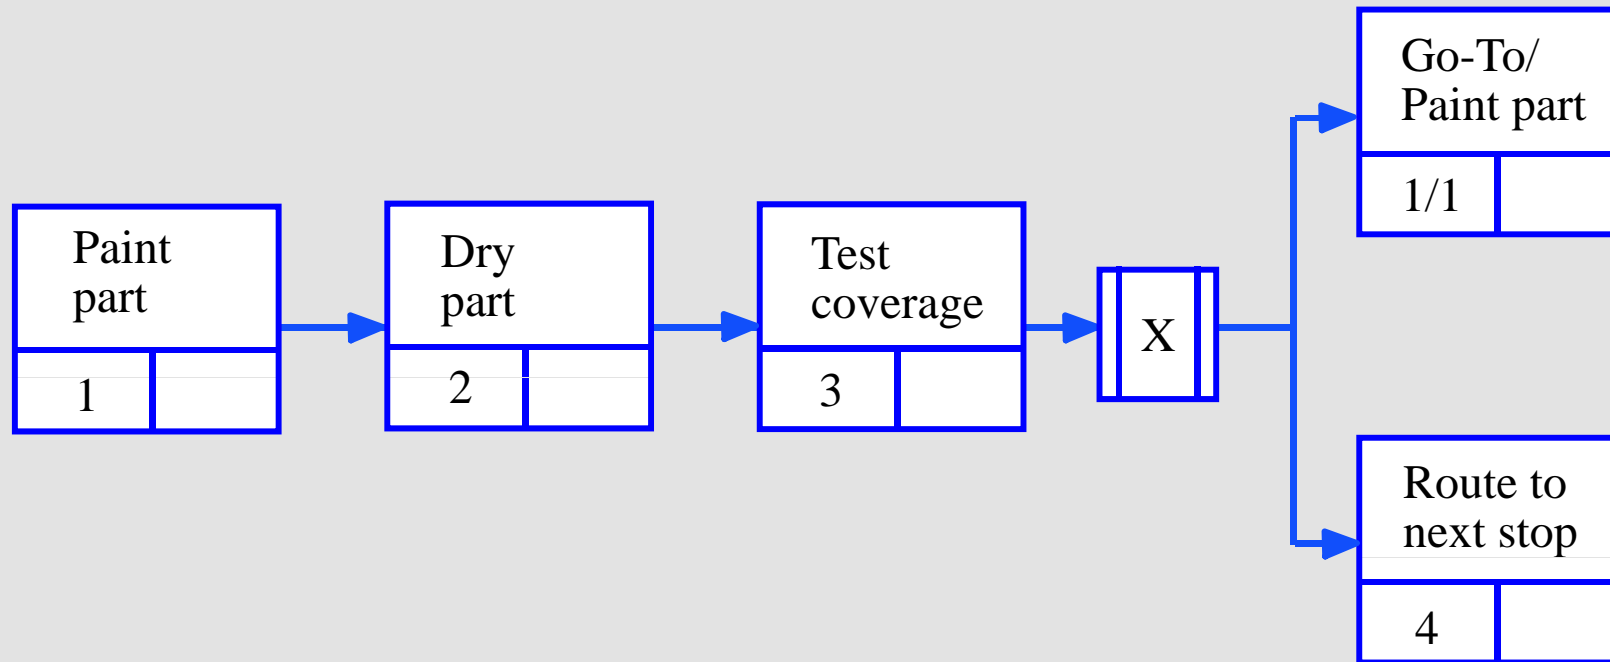 Paint
part
1
Dry
part
2
Test
coverage
3
X
Go-To/
Paint part
1/1
Route to
next stop
4